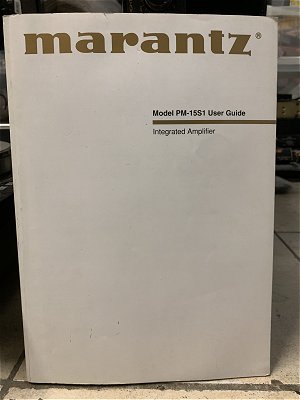 marantz®
Model PM-15S1 User Guide
Integrated Amplifier